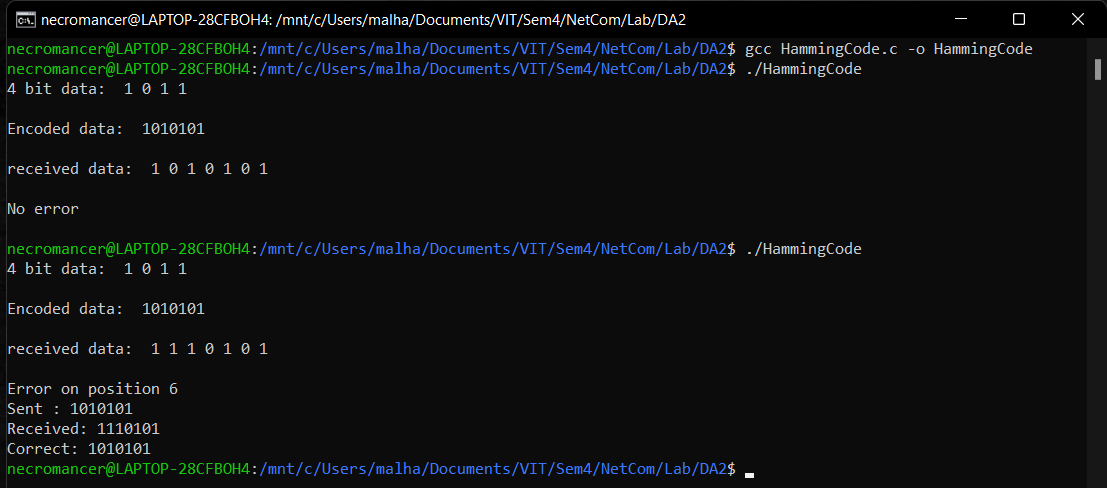 necromancer@LAPTOP-28CFBOH4: /mnt/c/Users/malha/Documents/VIT/Sem4/NetCom/Lab/DA2
necromancer@LAPTOP-28CFBOH4:/mnt/c/Users/malha/Documents/VIT/Sem4/NetCom/Lab/DA2$ gcc HammingCode.c -o HammingCode
necromancer@LAPTOP-28CFBOH4:/mnt/c/Users/malha/Documents/VIT/Sem4/NetCom/Lab/DA2$ ./HammingCode
4 bit data:  1 0 1 1
Encoded data:  1010101
received data:  1 0 1 0 1 0 1
No error
necromancer@LAPTOP-28CFBOH4:/mnt/c/Users/malha/Documents/VIT/Sem4/NetCom/Lab/DA2$ ./HammingCode
4 bit data:  1 0 1 1
Encoded data:  1010101
received data:  1 1 1 0 1 0 1
Error on position 6
Sent : 1010101
Received: 1110101
Correct: 1010101
necromancer@LAPTOP-28CFBOH4:/mnt/c/Users/malha/Documents/VIT/Sem4/NetCom/Lab/DA2$